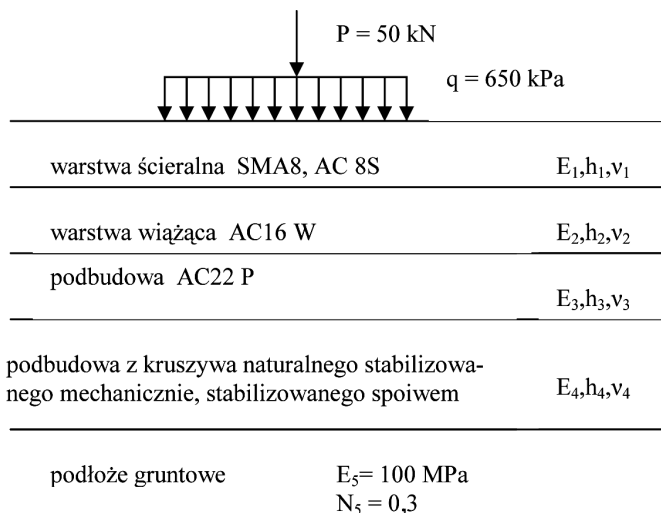 P = 50 kN
q = 650 kPa
warstwa ścieralna SMA8, AC 8S E₁,h₁,ν₁
warstwa wiążąca AC16 W E₂,h₂,ν₂
podbudowa AC22 P
E₃,h₃,ν₃
podbudowa z kruszywa naturalnego stabilizowa-
nego mechanicznie, stabilizowanego spoiwem E₄,h₄,ν₄
podłoże gruntowe E₅= 100 MPa
N₅ = 0,3